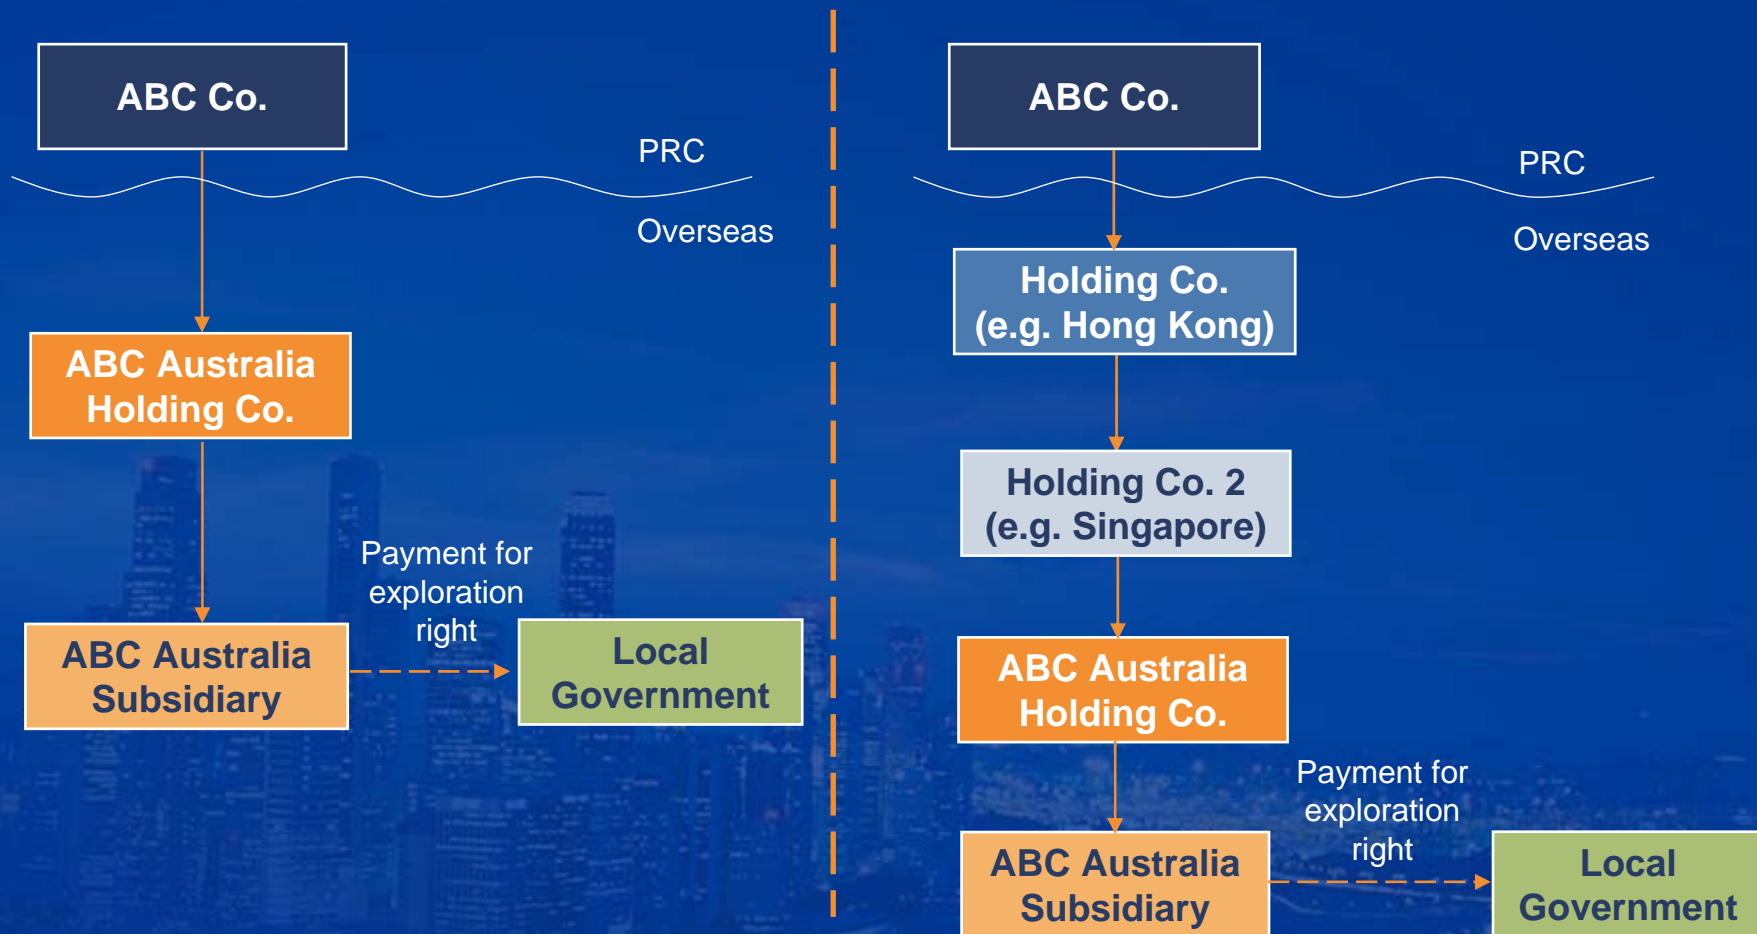 ABC Co.
PRC
Overseas
ABC Australia
Holding Co.
Payment for
exploration
right
ABC Australia
Subsidiary
Local
Government
ABC Co.
PRC
Overseas
Holding Co.
(e.g. Hong Kong)
Holding Co. 2
(e.g. Singapore)
ABC Australia
Holding Co.
Payment for
exploration
right
ABC Australia
Subsidiary
Local
Government